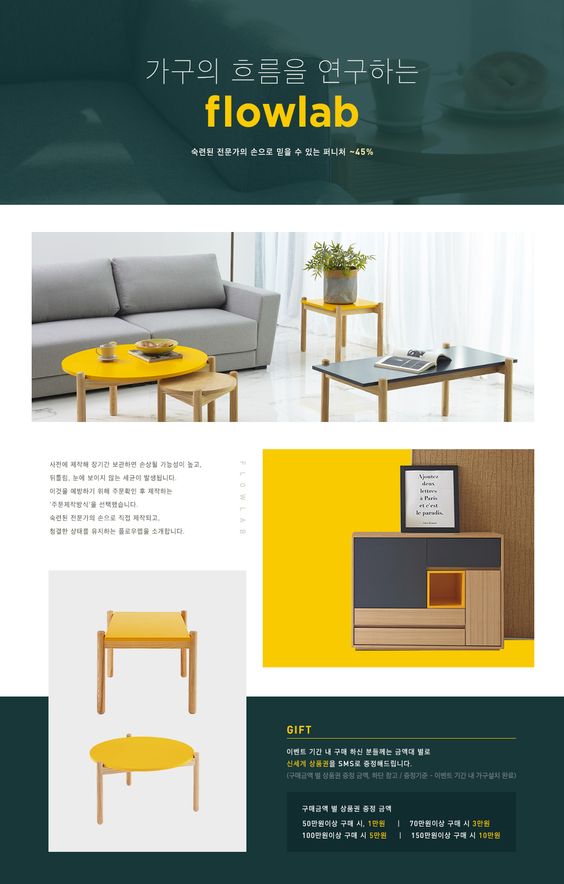 가구의 흐름을 연구하는
flowlab
숙련된 전문가의 손으로 믿을 수 있는 퍼니처 ~45%
사전에 제작해 장기간 보관하면 손상될 가능성이 높고,
뒤틀림, 눈에 보이지 않는 세균이 발생됩니다.
이것을 예방하기 위해 주문확인 후 제작하는
'주문제작방식'을 선택했습니다.
숙련된 전문가의 손으로 직접 제작되고,
청결한 상태를 유지하는 플로우랩을 소개합니다.
FLOWLAB
Ajoutez
deux
lettres
à Paris
et c'est
le paradis.
GIFT
이벤트 기간 내 구매 하신 분들께는 금액대 별로
신세계 상품권을 SMS로 증정해드립니다.
(구매금액 별 상품권 증정 금액, 하단 참고 / 증정기준 - 이벤트 기간 내 가구설치 완료)
구매금액 별 상품권 증정 금액
50만원이상 구매 시, 1만원 | 70만원이상 구매 시 3만원
100만원이상 구매 시 5만원 | 150만원이상 구매 시 10만원